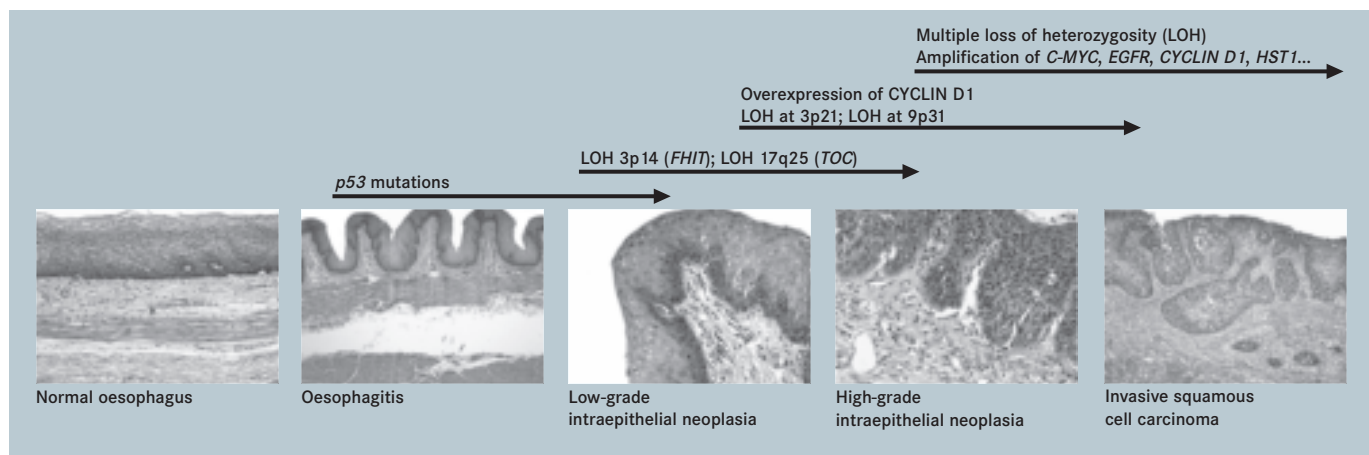 Multiple loss of heterozygosity (LOH)
Amplification of C-MYC, EGFR, CYCLIN D1, HST1...
Overexpression of CYCLIN D1
LOH at 3p21; LOH at 9p31
LOH 3p14 (FHIT); LOH 17q25 (TOC)
p53 mutations
Normal oesophagus
Oesophagitis
Low-grade
intraepithelial neoplasia
High-grade
intraepithelial neoplasia
Invasive squamous
cell carcinoma